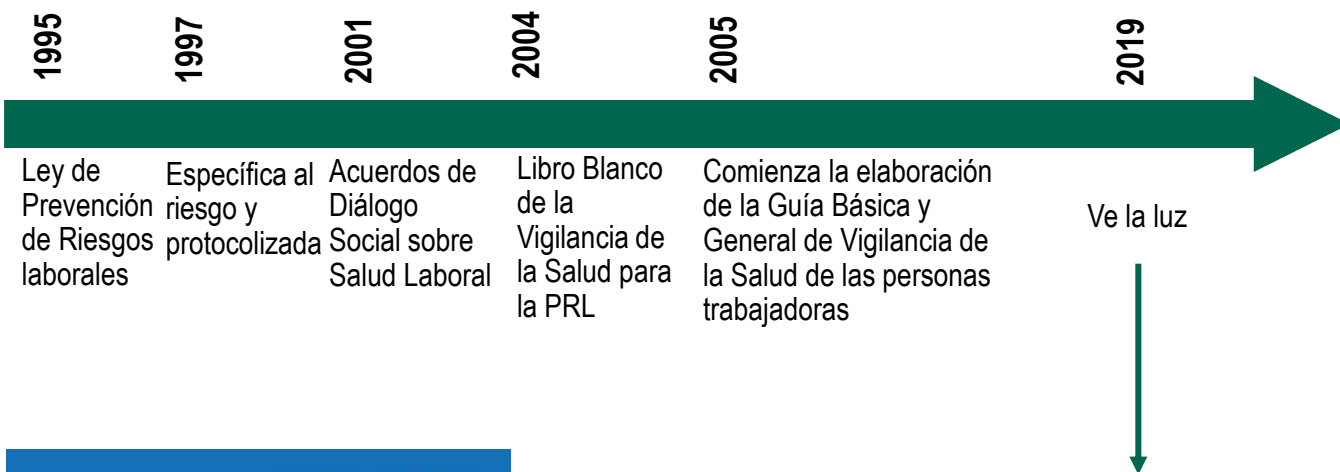 1995
1997
2001
2004
2005
2019
Ley de
Prevención
de Riesgos
laborales
Específica al
riesgo y
protocolizada
Acuerdos de
Diálogo
Social sobre
Salud Laboral
Libro Blanco
de la
Vigilancia de
la Salud para
la PRL
Comienza la elaboración
de la Guía Básica y
General de Vigilancia de
la Salud de las personas
trabajadoras
Ve la luz